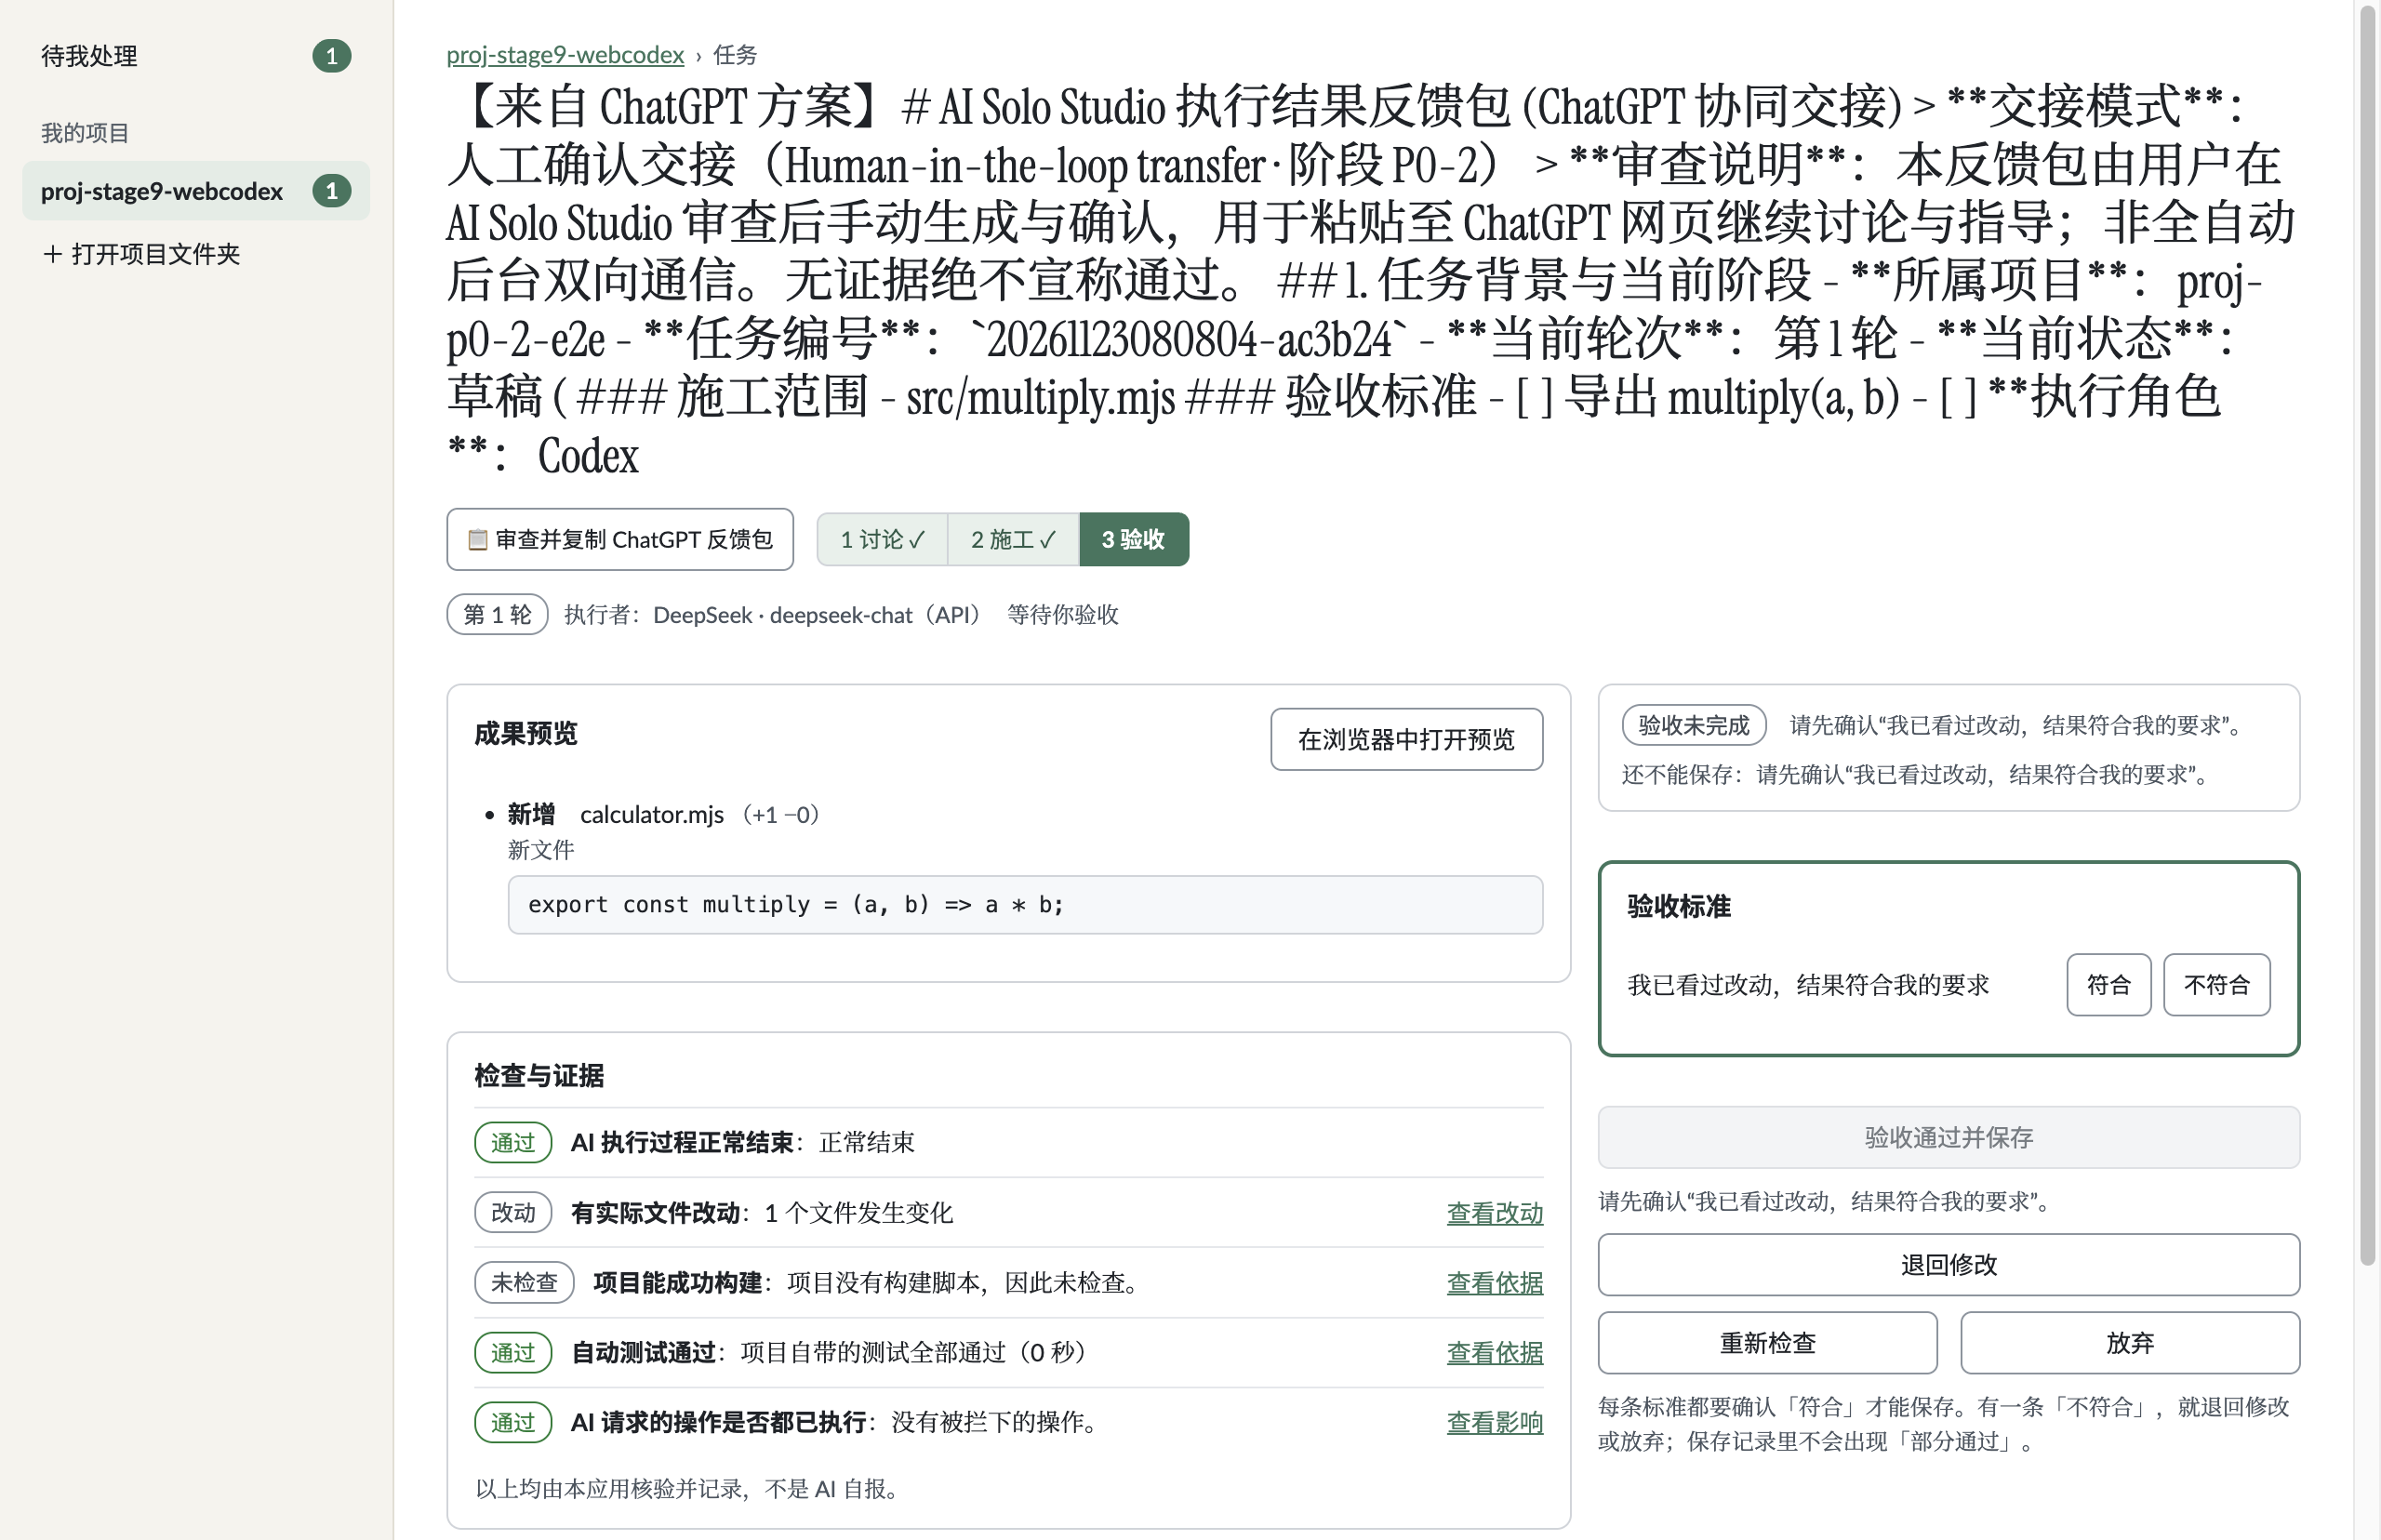 待我处理 1
我的项目
proj-stage9-webcodex 1
＋ 打开项目文件夹
proj-stage9-webcodex › 任务
【来自 ChatGPT 方案】# AI Solo Studio 执行结果反馈包 (ChatGPT 协同交接) > **交接模式**：
人工确认交接（Human-in-the-loop transfer · 阶段 P0-2） > **审查说明**：本反馈包由用户在
AI Solo Studio 审查后手动生成与确认，用于粘贴至 ChatGPT 网页继续讨论与指导；非全自动
后台双向通信。无证据绝不宣称通过。 ## 1. 任务背景与当前阶段 - **所属项目**：proj-
p0-2-e2e - **任务编号**：`20261123080804-ac3b24` - **当前轮次**：第 1 轮 - **当前状态**：
草稿 ( ### 施工范围 - src/multiply.mjs ### 验收标准 - [ ] 导出 multiply(a, b) - [ ] **执行角色
**：Codex
📋 审查并复制 ChatGPT 反馈包
1 讨论 ✓ 2 施工 ✓ 3 验收
第 1 轮 执行者：DeepSeek · deepseek-chat（API） 等待你验收
成果预览
在浏览器中打开预览
• 新增 calculator.mjs （+1 −0）
新文件
export const multiply = (a, b) => a * b;
检查与证据
通过 AI 执行过程正常结束：正常结束
改动 有实际文件改动：1 个文件发生变化 查看改动
未检查 项目能成功构建：项目没有构建脚本，因此未检查。 查看依据
通过 自动测试通过：项目自带的测试全部通过（0 秒） 查看依据
通过 AI 请求的操作是否都已执行：没有被拦下的操作。 查看影响
以上均由本应用核验并记录，不是 AI 自报。
验收未完成 请先确认“我已看过改动，结果符合我的要求”。
还不能保存：请先确认“我已看过改动，结果符合我的要求”。
验收标准
我已看过改动，结果符合我的要求 符合 不符合
验收通过并保存
请先确认“我已看过改动，结果符合我的要求”。
退回修改
重新检查 放弃
每条标准都要确认「符合」才能保存。有一条「不符合」，就退回修改
或放弃；保存记录里不会出现「部分通过」。